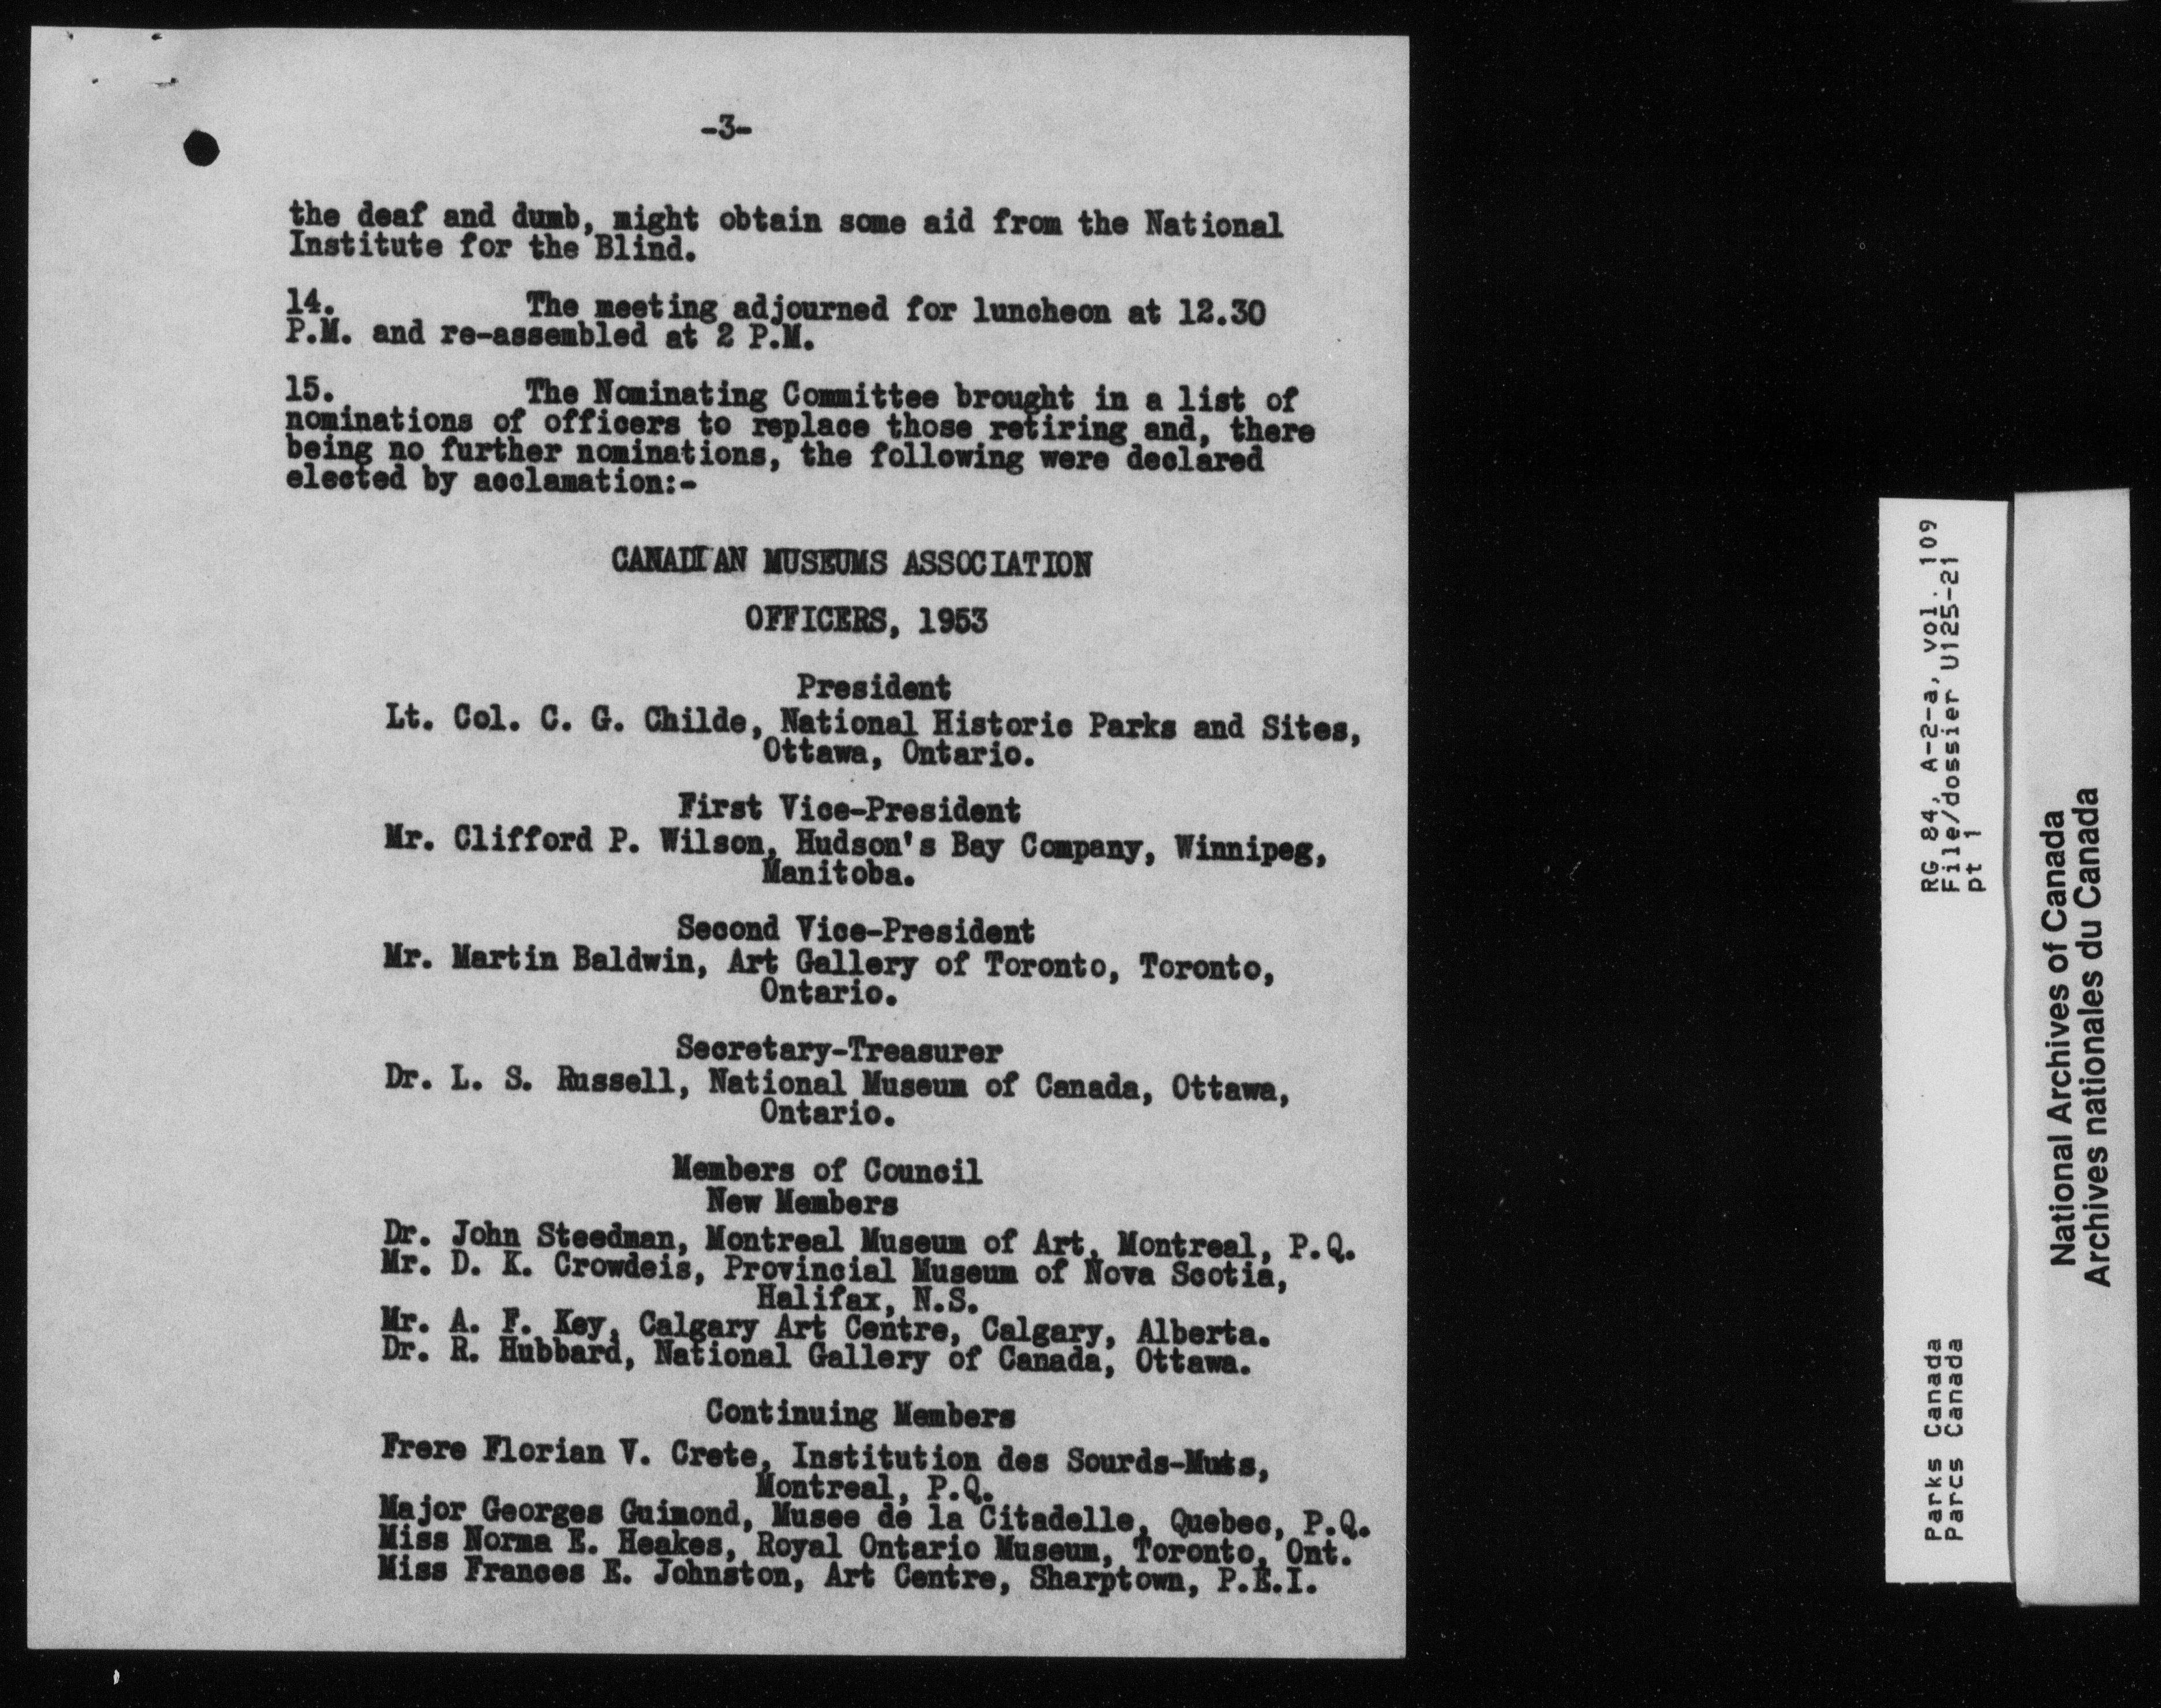 -3-
the deaf and dumb, might obtain some aid from the National
Institute for the Blind.
14. The meeting adjourned for luncheon at 12.30
P.M. and re-assembled at 2 P.M.
15. The Nominating Committee brought in a list of
nominations of officers to replace those retiring and, there
being no further nominations, the following were declared
elected by acclamation:-
CANADIAN MUSEUMS ASSOCIATION
OFFICERS, 1953
President
Lt. Col. C. G. Childe, National Historic Parks and Sites,
Ottawa, Ontario.
First Vice-President
Mr. Clifford P. Wilson, Hudson's Bay Company, Winnipeg,
Manitoba.
Second Vice-President
Mr. Martin Baldwin, Art Gallery of Toronto, Toronto,
Ontario.
Secretary-Treasurer
Dr. L. S. Russell, National Museum of Canada, Ottawa,
Ontario.
Members of Council
New Members
Dr. John Steedman, Montreal Museum of Art, Montreal, P.Q.
Mr. D. K. Crowdeis, Provincial Museum of Nova Scotia,
Halifax, N.S.
Mr. A. F. Key, Calgary Art Centre, Calgary, Alberta.
Dr. R. Hubbard, National Gallery of Canada, Ottawa.
Continuing Members
Frere Florian V. Crete, Institution des Sourds-Muts,
Montreal, P.Q.
Major Georges Guimond, Musee de la Citadelle, Quebec, P.Q.
Miss Norma E. Heakes, Royal Ontario Museum, Toronto, Ont.
Miss Frances E. Johnston, Art Centre, Sharptown, P.E.I.
RG 84, A-2-a, vol. 109
File/dossier U125-21
pt 1
Parks Canada
Parcs Canada
National Archives of Canada
Archives nationales du Canada